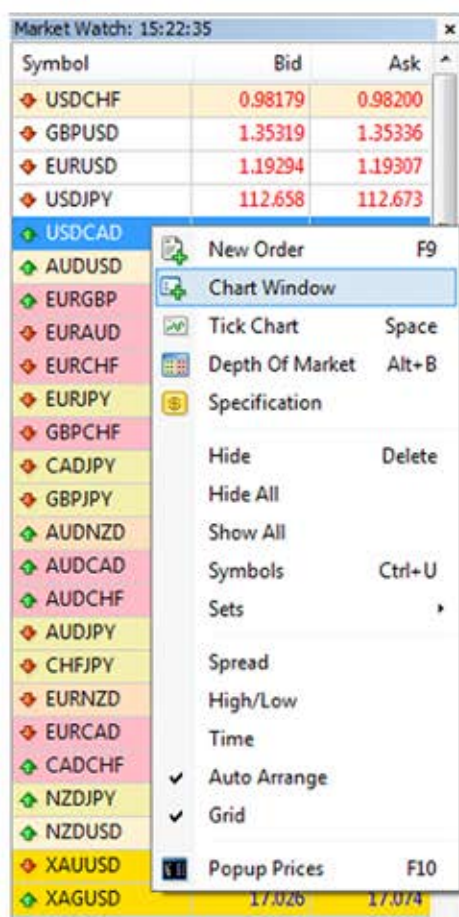 Market Watch: 15:22:35
Symbol Bid Ask
USDCHF 0.98179 0.98200
GBPUSD 1.35319 1.35336
EURUSD 1.19294 1.19307
USDJPY 112.658 112.673
USDCAD
AUDUSD
EURGBP
EURAUD
EURCHF
EURJPY
GBPCHF
CADJPY
GBPJPY
AUDNZD
AUDCAD
AUDCHF
AUDJPY
CHFJPY
EURNZD
EURCAD
CADCHF
NZDJPY
NZDUSD
XAUUSD
XAGUSD 17.026 17.074
New Order F9
Chart Window
Tick Chart Space
Depth Of Market Alt+B
Specification
Hide Delete
Hide All
Show All
Symbols Ctrl+U
Sets
Spread
High/Low
Time
Auto Arrange
Grid
Popup Prices F10